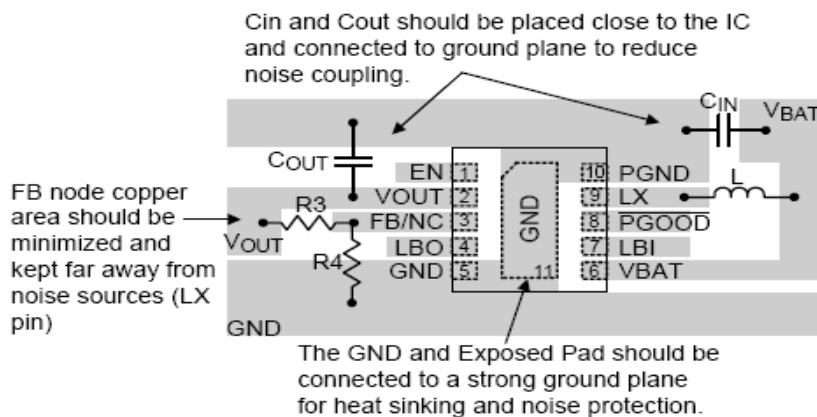 Cin and Cout should be placed close to the IC
and connected to ground plane to reduce
noise coupling.
CIN
VBAT
COUT
EN 1
10 PGND
L
VOUT 2
9 LX
FB node copper
area should be
minimized and
kept far away from
noise sources (LX
pin)
R3
FB/NC 3
GND
8 PGOOD
VOUT
LBO 4
7 LBI
R4
GND 5
11
6 VBAT
GND
The GND and Exposed Pad should be
connected to a strong ground plane
for heat sinking and noise protection.